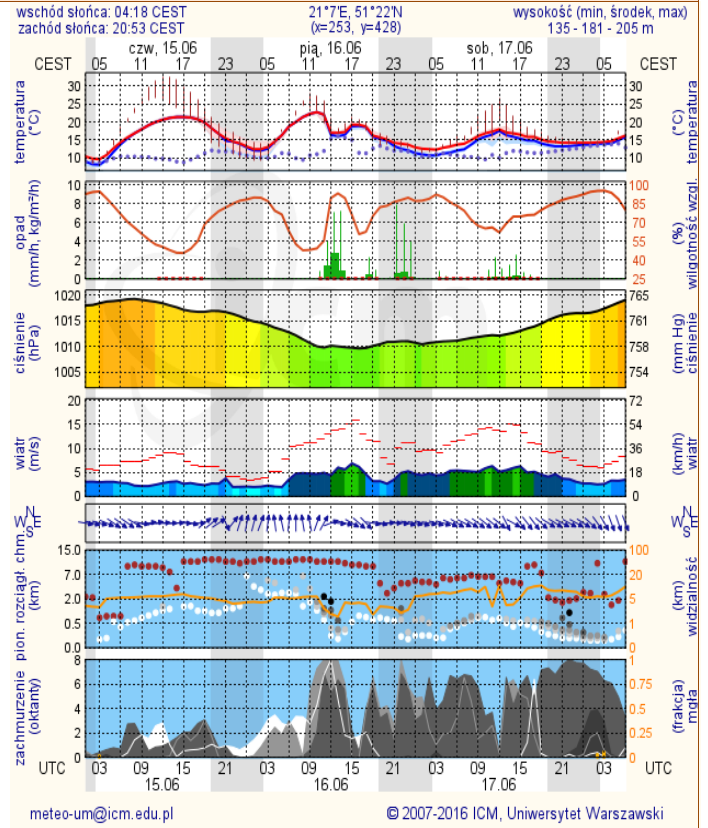 wschód słońca: 04:18 CEST 21°7'E, 51°22'N wysokość (min, środek, max)
zachód słońca: 20:53 CEST (x=253, y=428) 135 - 181 - 205 m
czw, 15.06 pią, 16.06 sob, 17.06
CEST 05 11 17 23 05 11 17 23 05 11 17 23 05 CEST
temperatura (°C)
30
25
20
15
10
30
25
20
15
10
temperatura (°C)
opad (mm/h, kg/m²/h)
10
8
6
4
2
0
100
85
70
55
40
25
wilgotność wzgl. (%)
ciśnienie (hPa)
1020
1015
1010
1005
765
761
758
754
ciśnienie (mm Hg)
wiatr (m/s)
20
15
10
5
0
72
54
36
18
0
wiatr (km/h)
N
W E
S
N
W E
S
pion. rozciągł. chm. (km)
15.0
7.0
2.0
0.5
0.0
100
20
5
1
0
widzialność (km)
zachmurzenie (oktanty)
8
6
4
2
0
1
0.75
0.5
0.25
0
mgła (frakcja)
UTC 03 09 15 21 03 09 15 21 03 09 15 21 03 UTC
15.06 16.06 17.06
meteo-um@icm.edu.pl © 2007-2016 ICM, Uniwersytet Warszawski